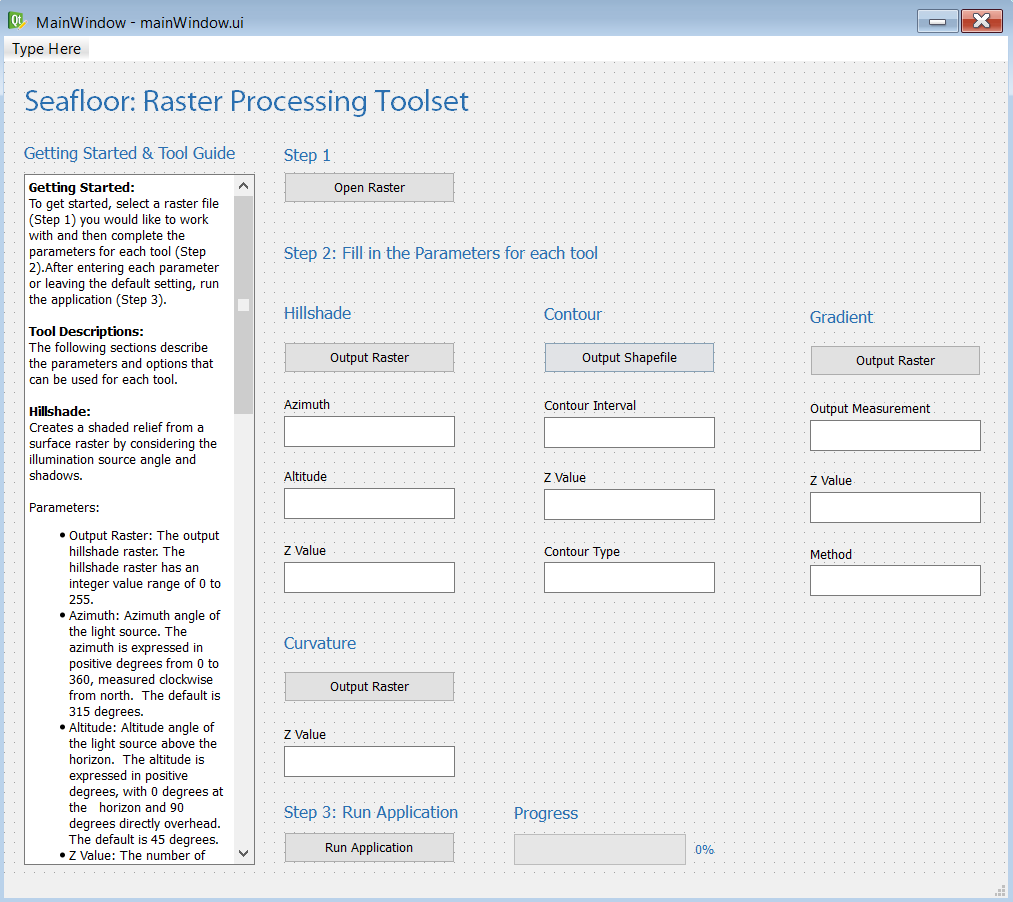 MainWindow - mainWindow.ui
Type Here
Seafloor: Raster Processing Toolset
Getting Started & Tool Guide
Getting Started:
To get started, select a raster file
(Step 1) you would like to work
with and then complete the
parameters for each tool (Step
2).After entering each parameter
or leaving the default setting, run
the application (Step 3).
Tool Descriptions:
The following sections describe
the parameters and options that
can be used for each tool.
Hillshade:
Creates a shaded relief from a
surface raster by considering the
illumination source angle and
shadows.
Parameters:
• Output Raster: The output
hillshade raster. The
hillshade raster has an
integer value range of 0 to
255.
• Azimuth: Azimuth angle of
the light source. The
azimuth is expressed in
positive degrees from 0 to
360, measured clockwise
from north.  The default is
315 degrees.
• Altitude: Altitude angle of
the light source above the
horizon.  The altitude is
expressed in positive
degrees, with 0 degrees at
the   horizon and 90
degrees directly overhead.
The default is 45 degrees.
• Z Value: The number of
Step 1
Open Raster
Step 2: Fill in the Parameters for each tool
Hillshade
Output Raster
Azimuth
Altitude
Z Value
Contour
Output Shapefile
Contour Interval
Z Value
Contour Type
Gradient
Output Raster
Output Measurement
Z Value
Method
Curvature
Output Raster
Z Value
Step 3: Run Application
Run Application
Progress
0%